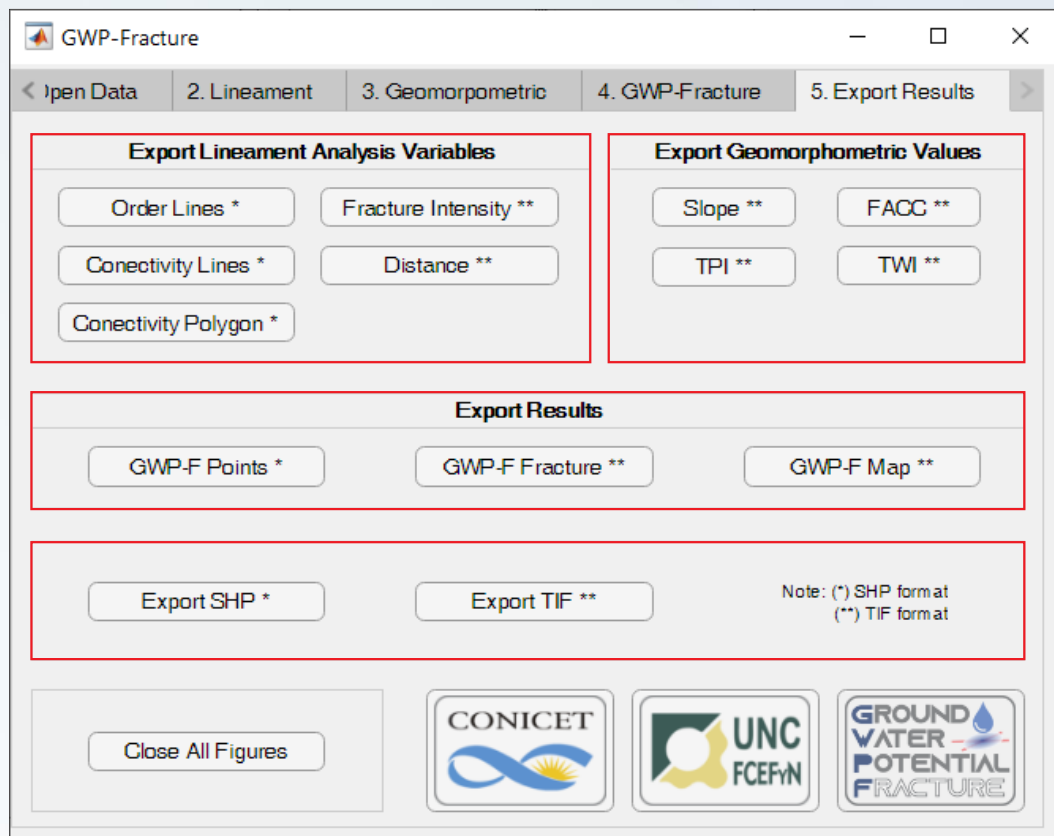 GWP-Fracture
Open Data
2. Lineament
3. Geomorpometric
4. GWP-Fracture
5. Export Results
Export Lineament Analysis Variables
Order Lines *
Fracture Intensity **
Conectivity Lines *
Distance **
Conectivity Polygon *
Export Geomorphometric Values
Slope **
FACC **
TPI **
TWI **
Export Results
GWP-F Points *
GWP-F Fracture **
GWP-F Map **
Export SHP *
Export TIF **
Note: (*) SHP format
(**) TIF format
Close All Figures
CONICET
UNC
FCEFyN
GROUND
WATER
POTENTIAL
FRACTURE